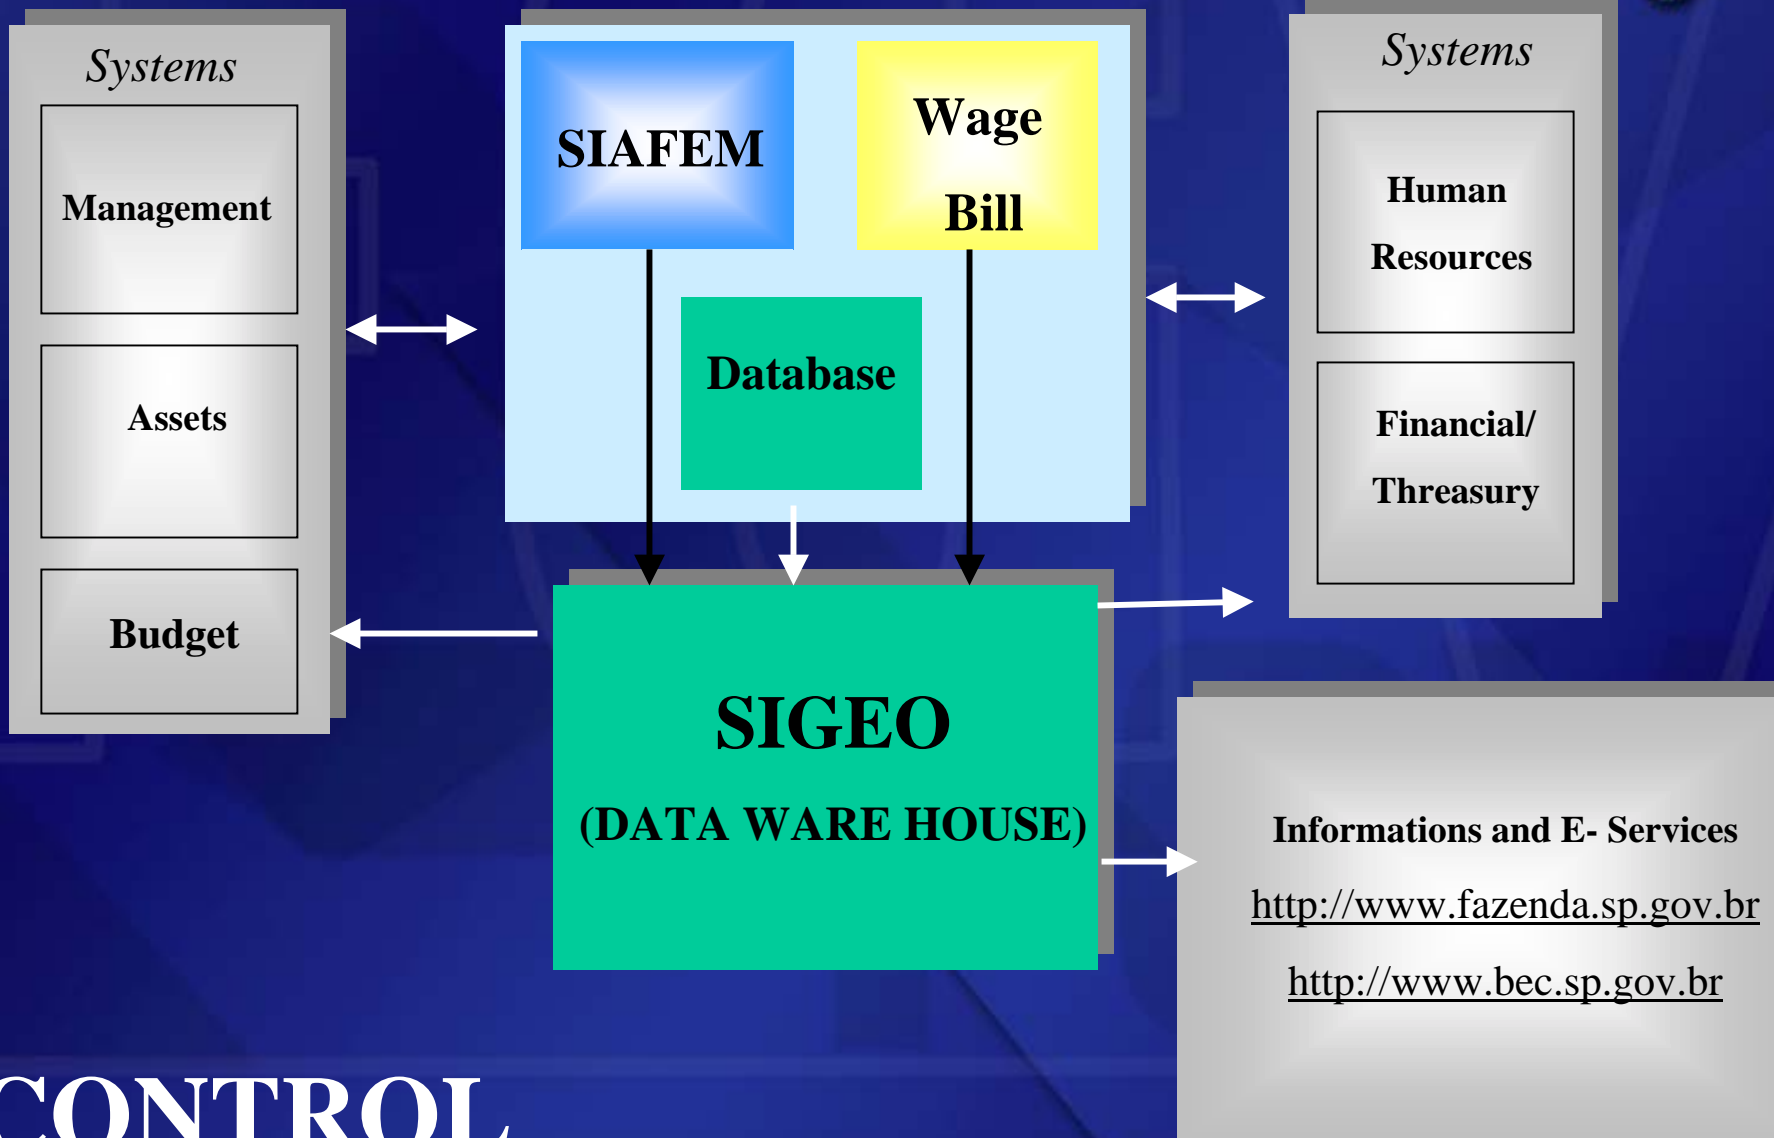 Systems
Management
Assets
Budget
SIAFEM
Wage
Bill
Database
SIGEO
(DATA WARE HOUSE)
Systems
Human
Resources
Financial/
Threasury
Informations and E- Services
http://www.fazenda.sp.gov.br
http://www.bec.sp.gov.br
CONTROL